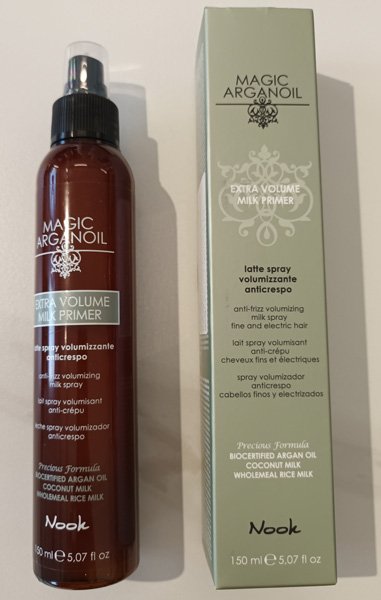 MAGIC
ARGANOIL
EXTRA VOLUME
MILK PRIMER
latte spray volumizzante
anticrespo
anti-frizz volumizing
milk spray
lait spray volumisant
anti-crépu
leche spray volumizador
anticrespo
Precious Formula
BIOCERTIFIED ARGAN OIL
COCONUT MILK
WHOLEMEAL RICE MILK
Nook
150 ml e 5,07 fl oz
MAGIC
ARGANOIL
EXTRA VOLUME
MILK PRIMER
latte spray
volumizzante
anticrespo
anti-frizz volumizing
milk spray
fine and electric hair
lait spray volumisant
anti-crépu
cheveux fins et électriques
spray volumizador
anticrespo
cabellos finos y electrizados
Precious Formula
BIOCERTIFIED ARGAN OIL
COCONUT MILK
WHOLEMEAL RICE MILK
Nook
150 ml e 5,07 fl oz